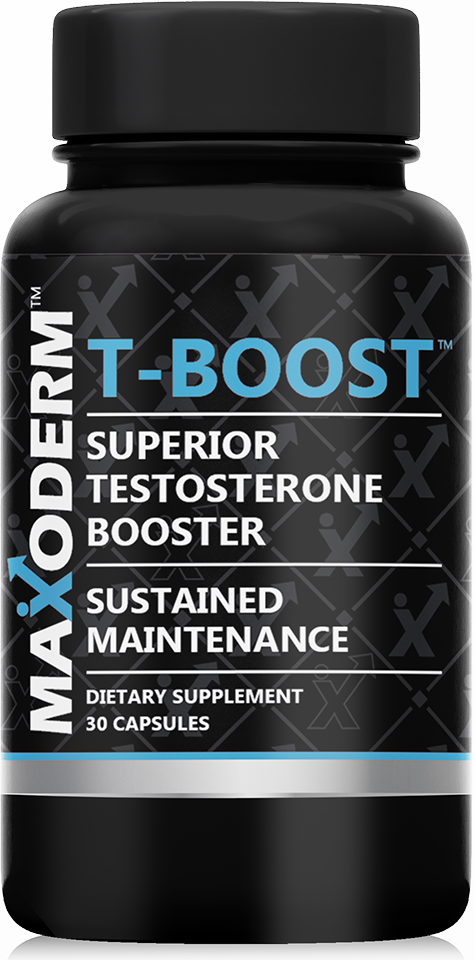 MAXODERM™
T-BOOST™
SUPERIOR
TESTOSTERONE
BOOSTER
SUSTAINED
MAINTENANCE
DIETARY SUPPLEMENT
30 CAPSULES